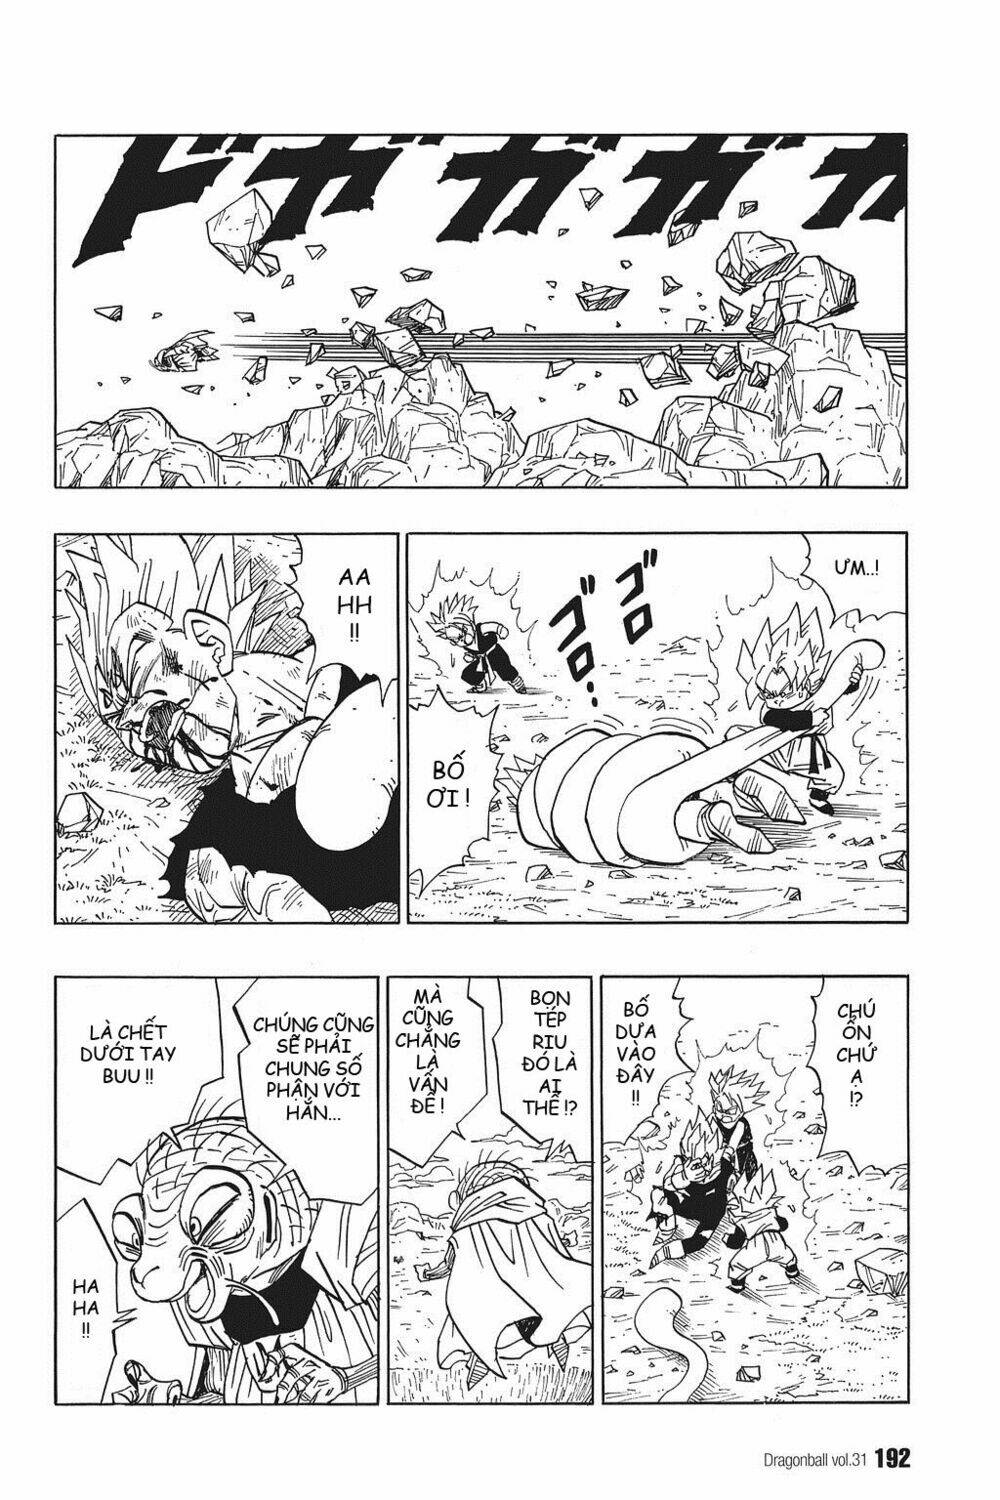 ドガガガガ
ƯM..!
ゴロ
ゴロ...
BỐ
ƠI !
AA
HH
!!
CHÚ
ỔN
CHỨ
Ạ
!?
BỐ
DỰA
VÀO
ĐÂY
!!
BỌN
TÉP
RIU
ĐÓ LÀ
AI
THẾ !?
MÀ
CŨNG
CHẲNG
LÀ
VẤN
ĐỀ !
CHÚNG CŨNG
SẼ PHẢI
CHUNG SỐ
PHẬN VỚI
HẮN...
LÀ CHẾT
DƯỚI TAY
BUU !!
HA
HA
!!
Dragonball vol.31 192